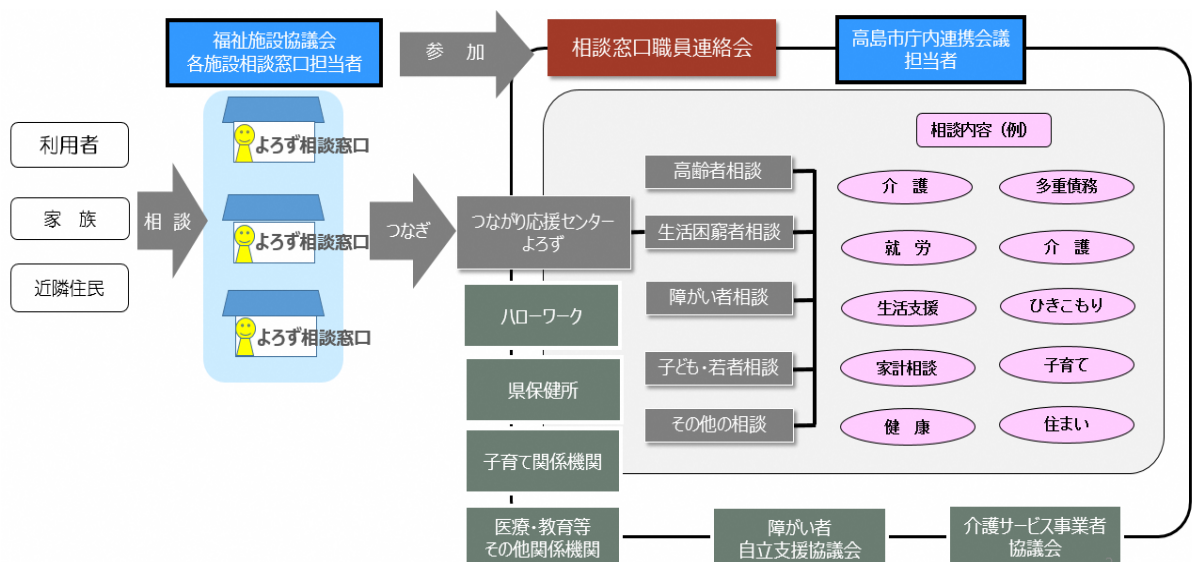 福祉施設協議会
各施設相談窓口担当者
参　加
相談窓口職員連絡会
高島市庁内連携会議
担当者
利用者
家　族
近隣住民
相 談
よろず相談窓口
よろず相談窓口
よろず相談窓口
つなぎ
つながり応援センター
よろず
ハローワーク
県保健所
子育て関係機関
医療・教育等
その他関係機関
障がい者
自立支援協議会
介護サービス事業者
協議会
高齢者相談
生活困窮者相談
障がい者相談
子ども・若者相談
その他の相談
相談内容（例）
介　護
多重債務
就　労
介　護
生活支援
ひきこもり
家計相談
子育て
健　康
住まい